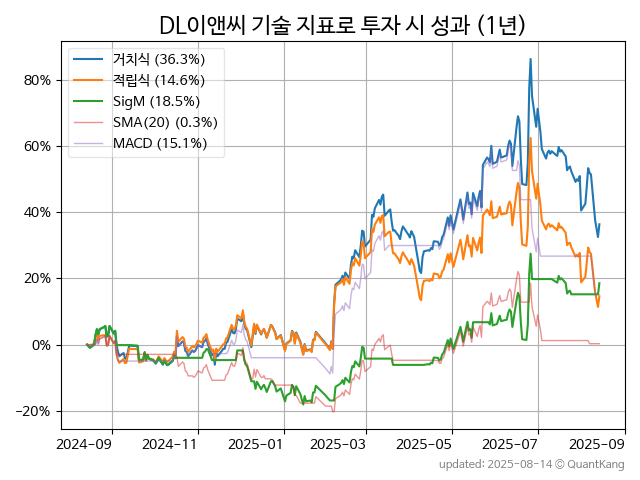 DL이앤씨 기술 지표로 투자 시 성과 (1년)
거치식 (36.3%)
적립식 (14.6%)
SigM (18.5%)
SMA(20) (0.3%)
MACD (15.1%)
80%
60%
40%
20%
0%
−20%
2024-09 2024-11 2025-01 2025-03 2025-05 2025-07 2025-09
updated: 2025-08-14 © QuantKang